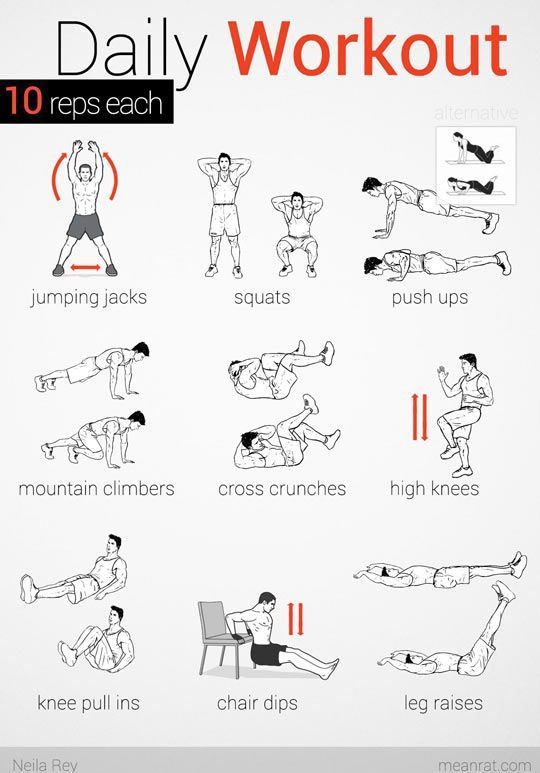 Daily Workout
10 reps each
alternative
jumping jacks
squats
push ups
mountain climbers
cross crunches
high knees
knee pull ins
chair dips
leg raises
Neila Rey
meanrat.com